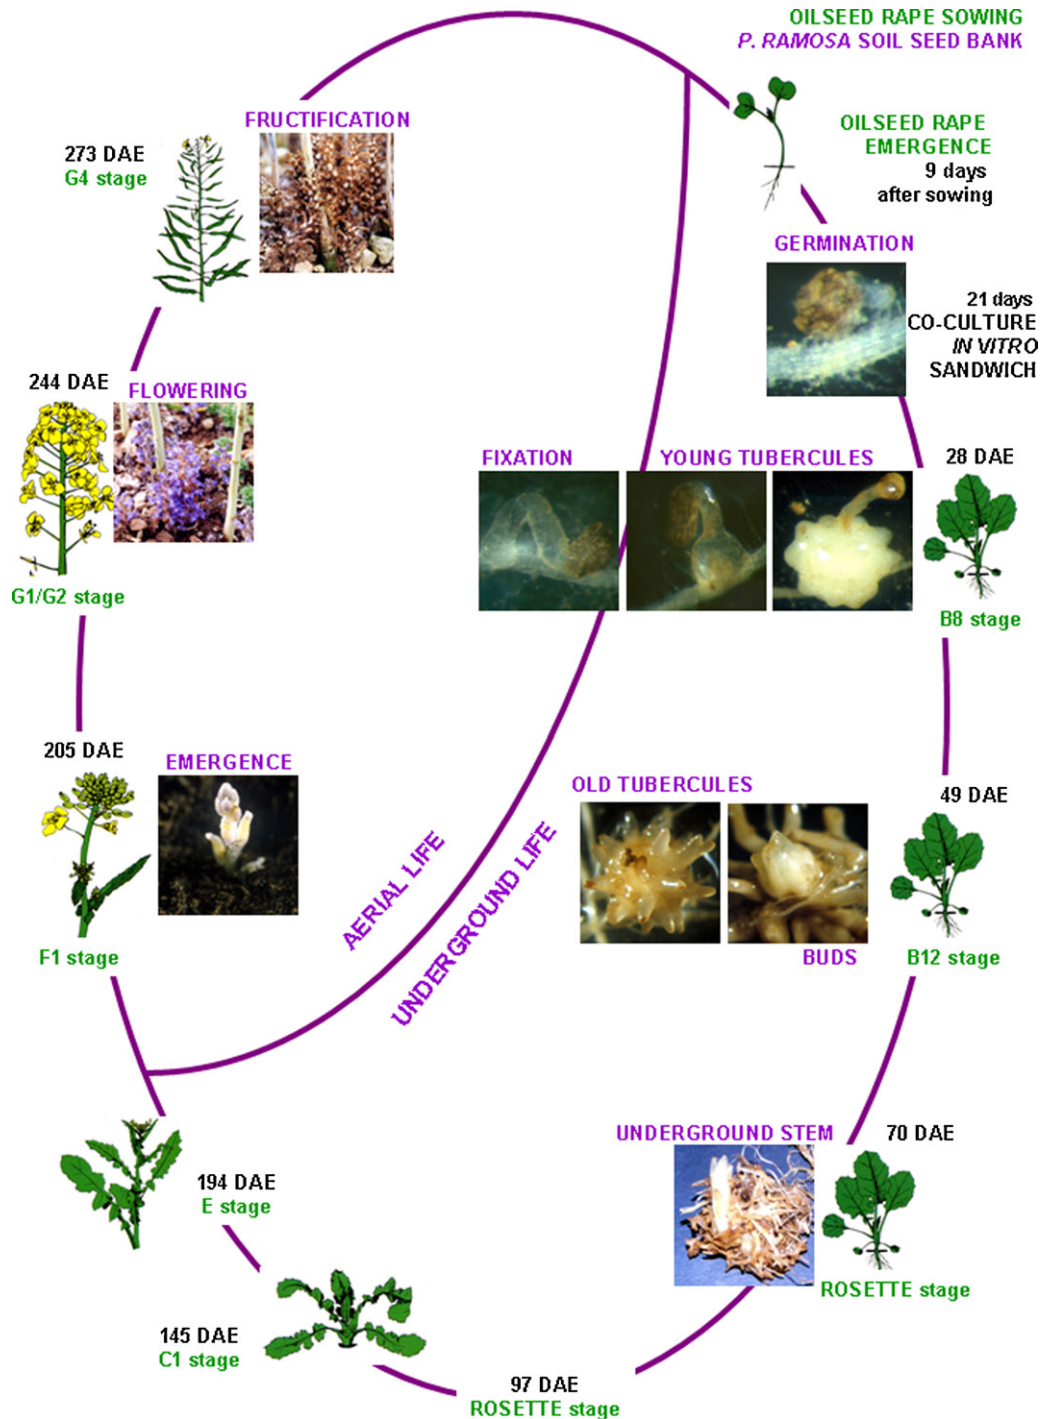 OILSEED RAPE SOWING
P. RAMOSA SOIL SEED BANK
OILSEED RAPE
EMERGENCE
9 days
after sowing
GERMINATION
21 days
CO-CULTURE
IN VITRO
SANDWICH
FIXATION
YOUNG TUBERCULES
28 DAE
B8 stage
OLD TUBERCULES
BUDS
49 DAE
B12 stage
UNDERGROUND STEM
70 DAE
ROSETTE stage
97 DAE
ROSETTE stage
145 DAE
C1 stage
194 DAE
E stage
AERIAL LIFE
UNDERGROUND LIFE
205 DAE
EMERGENCE
F1 stage
244 DAE
FLOWERING
G1/G2 stage
273 DAE
G4 stage
FRUCTIFICATION